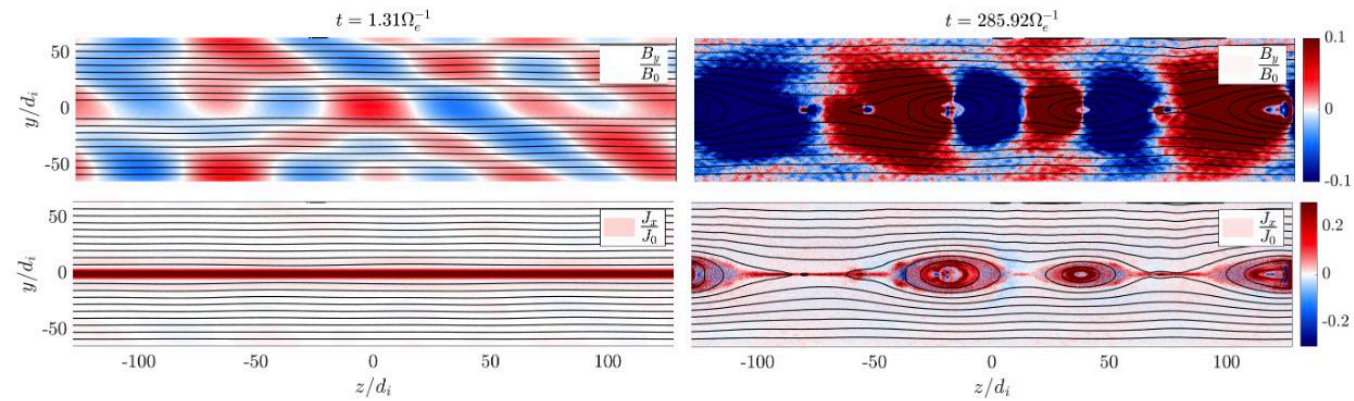 t = 1.31Ω_e^{-1}
t = 285.92Ω_e^{-1}
y/d_i
50
0
-50
B_y/B_0
B_y/B_0
0.1
0
-0.1
y/d_i
50
0
-50
J_x/J_0
J_x/J_0
0.2
0
-0.2
-100 -50 0 50 100
-100 -50 0 50 100
z/d_i
z/d_i